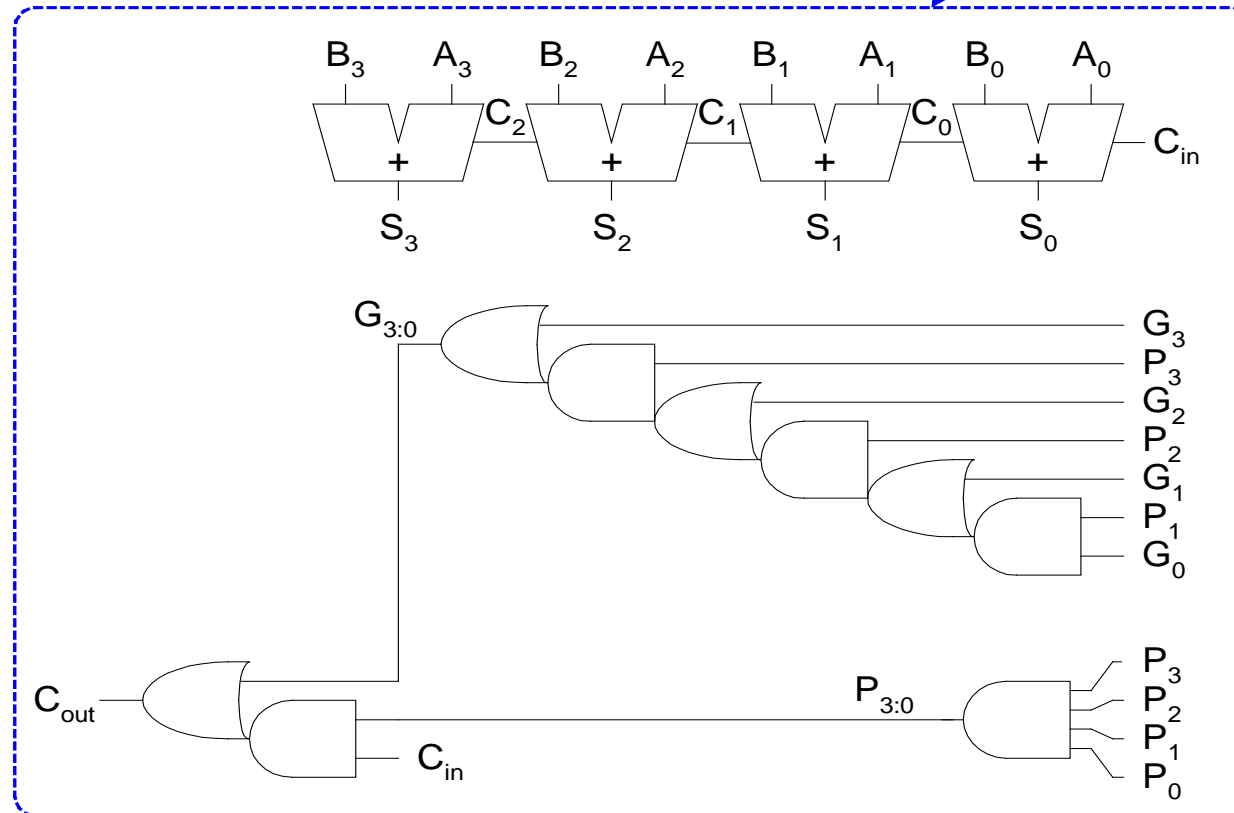 B3 A3 B2 A2 B1 A1 B0 A0
C2 C1 C0
+ + + + Cin
S3 S2 S1 S0
G3:0 G3
P3
G2
P2
G1
P1
G0
P3
Cout P3:0 P2
P1
Cin P0